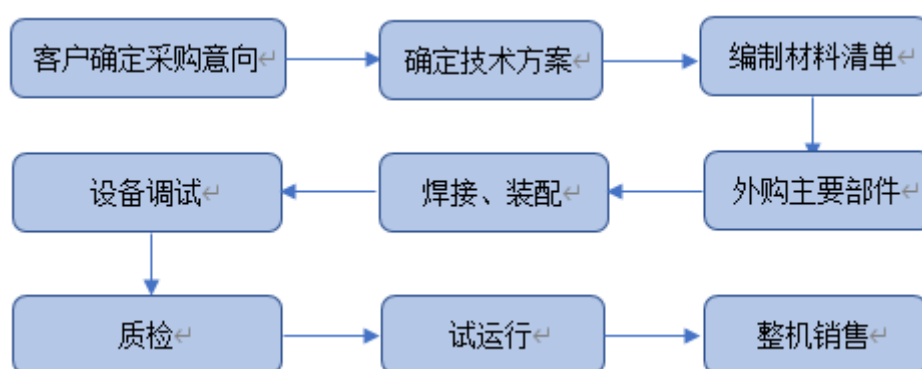 客户确定采购意向
确定技术方案
编制材料清单
外购主要部件
焊接、装配
设备调试
质检
试运行
整机销售